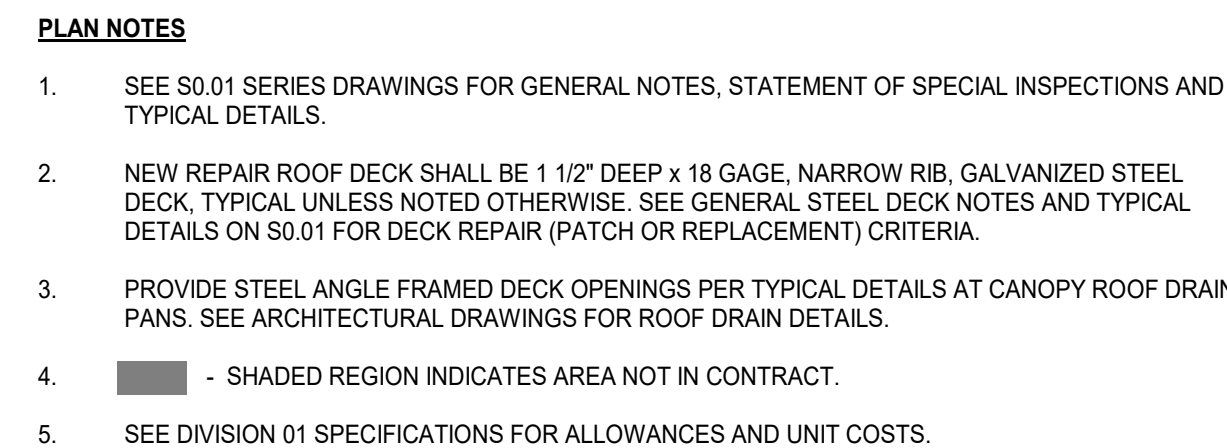 PLAN NOTES
1. SEE S0.01 SERIES DRAWINGS FOR GENERAL NOTES, STATEMENT OF SPECIAL INSPECTIONS AND
TYPICAL DETAILS.
2. NEW REPAIR ROOF DECK SHALL BE 1 1/2" DEEP x 18 GAGE, NARROW RIB, GALVANIZED STEEL
DECK, TYPICAL UNLESS NOTED OTHERWISE. SEE GENERAL STEEL DECK NOTES AND TYPICAL
DETAILS ON S0.01 FOR DECK REPAIR (PATCH OR REPLACEMENT) CRITERIA.
3. PROVIDE STEEL ANGLE FRAMED DECK OPENINGS PER TYPICAL DETAILS AT CANOPY ROOF DRAIN
PANS. SEE ARCHITECTURAL DRAWINGS FOR ROOF DRAIN DETAILS.
4. - SHADED REGION INDICATES AREA NOT IN CONTRACT.
5. SEE DIVISION 01 SPECIFICATIONS FOR ALLOWANCES AND UNIT COSTS.